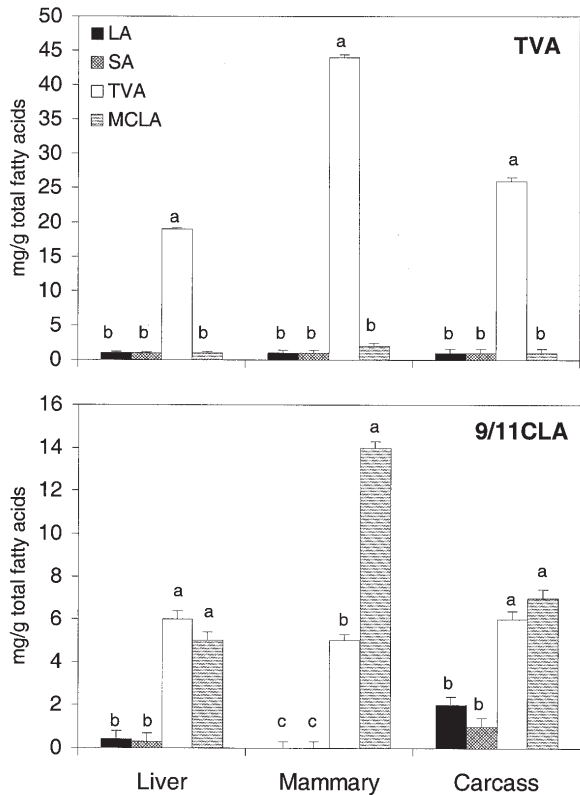 50
45
40
35
30
25
20
15
10
5
0
mg/g total fatty acids
LA
SA
TVA
MCLA
TVA
b b a b
b b a b
b b a b
16
14
12
10
8
6
4
2
0
mg/g total fatty acids
9/11CLA
b b a a
c c b a
b b a a
Liver Mammary Carcass